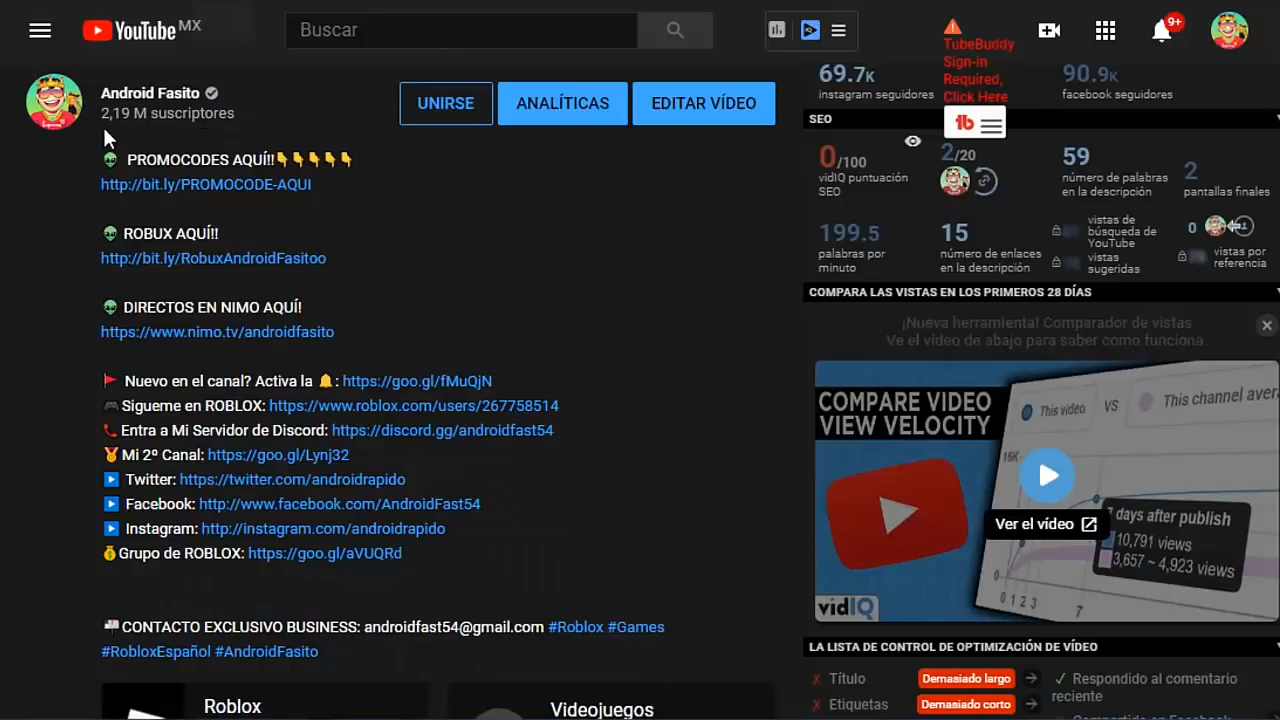 YouTube MX
Buscar
9+
TubeBuddy
Sign-in
Required,
Click Here
tb
Android Fasito
2,19 M suscriptores
UNIRSE
ANALÍTICAS
EDITAR VÍDEO
👽 PROMOCODES AQUÍ!!👇👇👇👇👇
http://bit.ly/PROMOCODE-AQUI
👽 ROBUX AQUÍ!!
http://bit.ly/RobuxAndroidFasitoo
👽 DIRECTOS EN NIMO AQUÍ!
https://www.nimo.tv/androidfasito
🚩 Nuevo en el canal? Activa la 🔔: https://goo.gl/fMuQjN
🎮Sigueme en ROBLOX: https://www.roblox.com/users/267758514
📞Entra a Mi Servidor de Discord: https://discord.gg/androidfast54
🏅Mi 2º Canal: https://goo.gl/Lynj32
▶️ Twitter: https://twitter.com/androidrapido
▶️ Facebook: http://www.facebook.com/AndroidFast54
▶️ Instagram: http://instagram.com/androidrapido
💰Grupo de ROBLOX: https://goo.gl/aVUQRd
📬CONTACTO EXCLUSIVO BUSINESS: androidfast54@gmail.com #Roblox #Games
#RobloxEspañol #AndroidFasito
Roblox
Videojuegos
69.7K
instagram seguidores
90.9K
facebook seguidores
SEO
0/100
vidIQ puntuación
SEO
2/20
59
número de palabras
en la descripción
2
pantallas finales
199.5
palabras por
minuto
15
número de enlaces
en la descripción
vistas de
búsqueda de
YouTube
vistas
sugeridas
0
vistas por
referencia
COMPARA LAS VISTAS EN LOS PRIMEROS 28 DÍAS
¡Nueva herramienta! Comparador de vistas
Ve el vídeo de abajo para saber como funciona.
COMPARE VIDEO
VIEW VELOCITY
This video
VS
This channel avera
16K
Ver el vídeo
7 days after publish
10,791 views
3,657 ~ 4,923 views
0
0 1 2 3 7
vidIQ
LA LISTA DE CONTROL DE OPTIMIZACIÓN DE VÍDEO
✗ Título
Demasiado largo
✓ Respondido al comentario
reciente
✗ Etiquetas
Demasiado corto